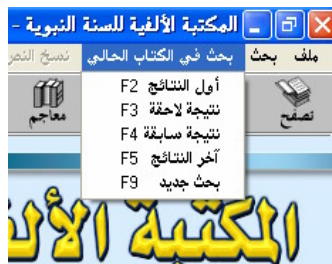 المكتبة الألفية للسنة النبوية -
ملف بحث بحث في الكتاب الحالي نسخ
أول النتائج F2
نتيجة لاحقة F3
نتيجة سابقة F4
آخر النتائج F5
بحث جديد F9
تصفح
معاجم
المكتبة